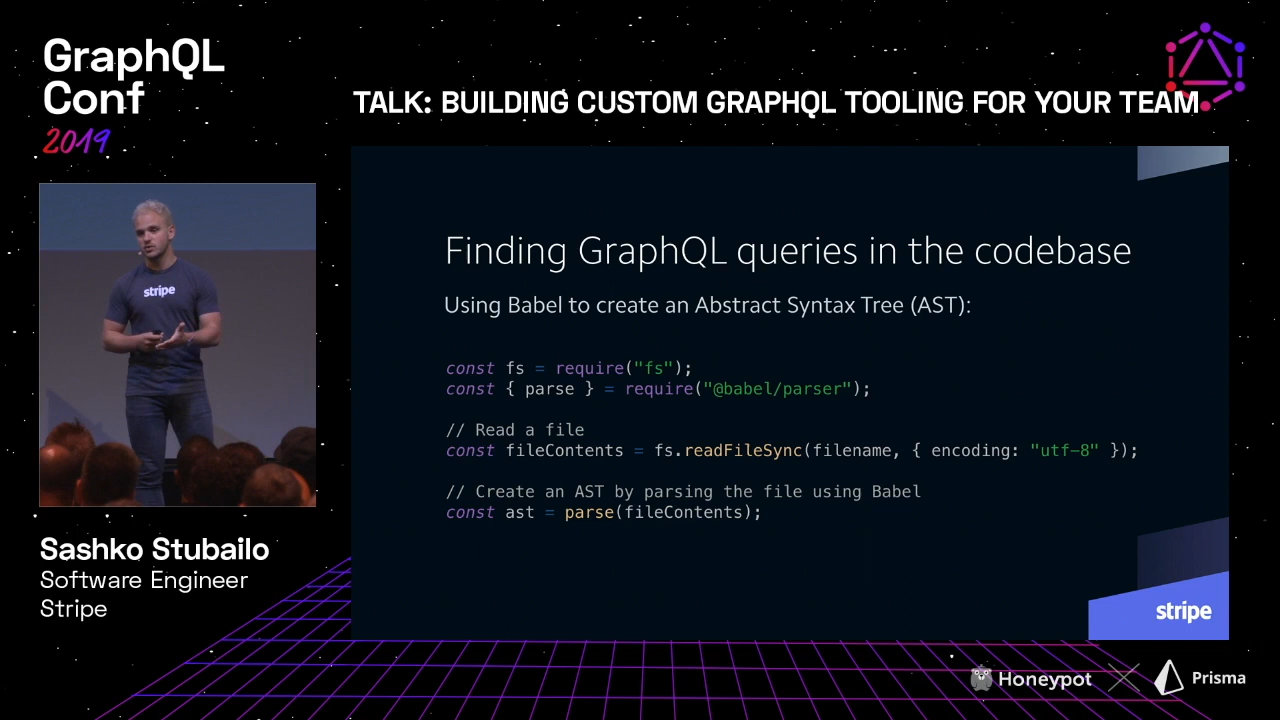 GraphQL
Conf
2019
TALK: BUILDING CUSTOM GRAPHQL TOOLING FOR YOUR TEAM
stripe
Sashko Stubailo
Software Engineer
Stripe
Finding GraphQL queries in the codebase
Using Babel to create an Abstract Syntax Tree (AST):
const fs = require("fs");
const { parse } = require("@babel/parser");
// Read a file
const fileContents = fs.readFileSync(filename, { encoding: "utf-8" });
// Create an AST by parsing the file using Babel
const ast = parse(fileContents);
stripe
Honeypot
Prisma